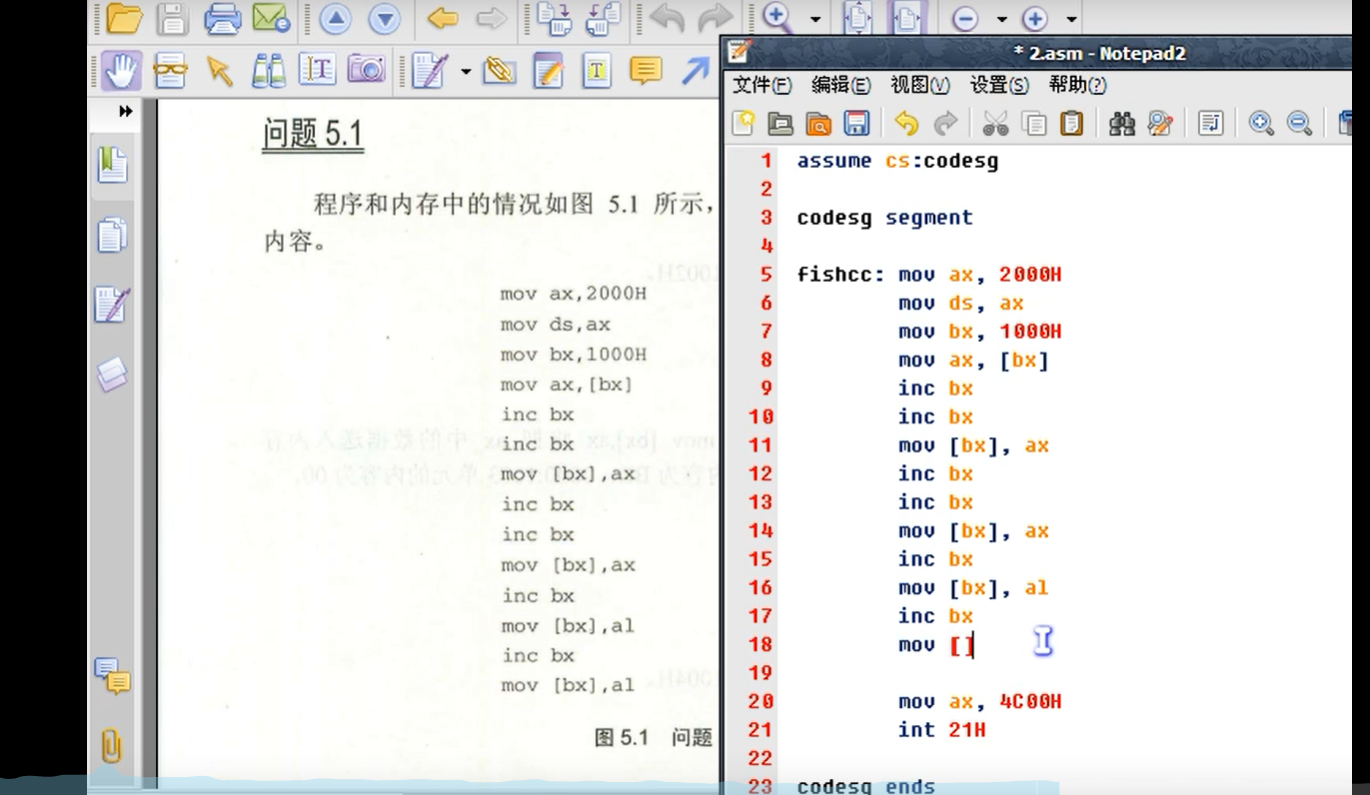 * 2.asm - Notepad2
文件(F) 编辑(E) 视图(V) 设置(S) 帮助(?)
问题 5.1
程序和内存中的情况如图 5.1 所示，
内容。
mov ax,2000H
mov ds,ax
mov bx,1000H
mov ax,[bx]
inc bx
inc bx
mov [bx],ax
inc bx
inc bx
mov [bx],ax
inc bx
mov [bx],al
inc bx
mov [bx],al
图 5.1 问题
1 assume cs:codesg
2
3 codesg segment
4
5 fishcc: mov ax, 2000H
6 mov ds, ax
7 mov bx, 1000H
8 mov ax, [bx]
9 inc bx
10 inc bx
11 mov [bx], ax
12 inc bx
13 inc bx
14 mov [bx], ax
15 inc bx
16 mov [bx], al
17 inc bx
18 mov []
19
20 mov ax, 4C00H
21 int 21H
22
23 codesg ends